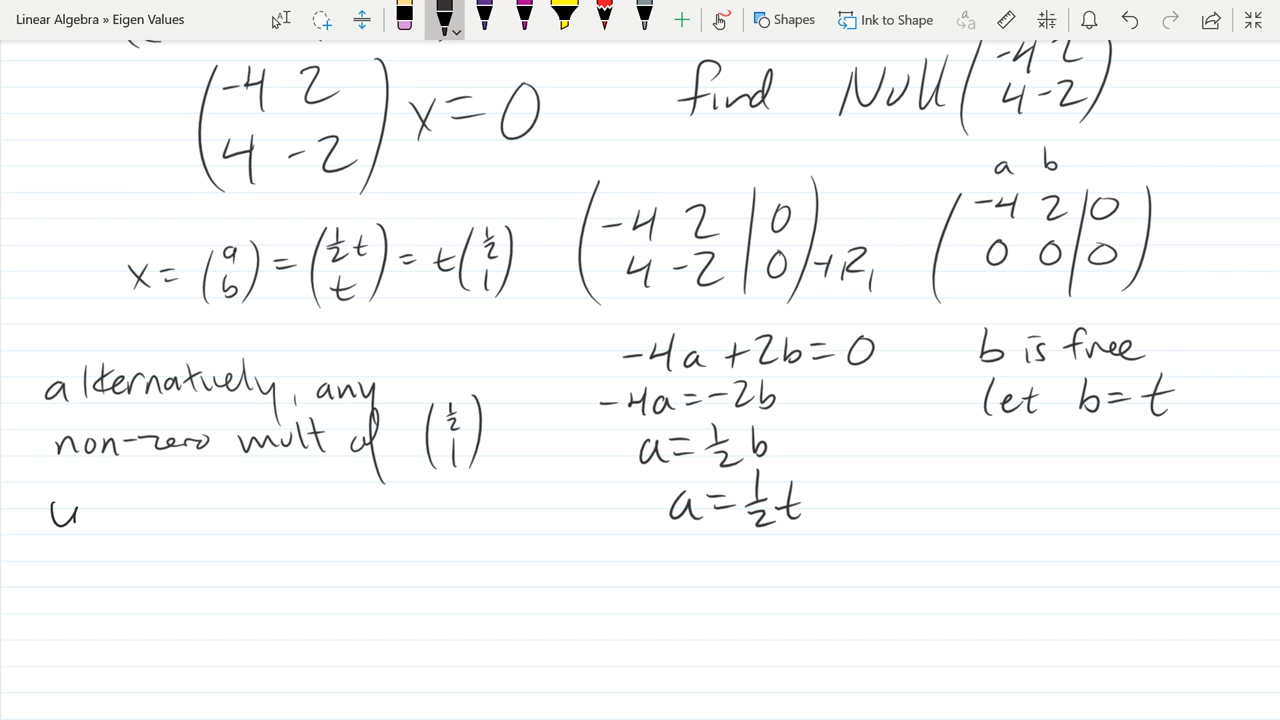 Linear Algebra » Eigen Values
Shapes
Ink to Shape
(-4 2
4 -2) x = 0
find Null (-4 2
4 -2)
x = (a
b) = (½t
t) = t(½
1)
(-4 2 | 0
4 -2 | 0) +R₁
a b
(-4 2 | 0
0 0 | 0)
alternatively, any
non-zero mult of (½
1)
u
-4a + 2b = 0
-4a = -2b
a = ½ b
a = ½ t
b is free
let b = t